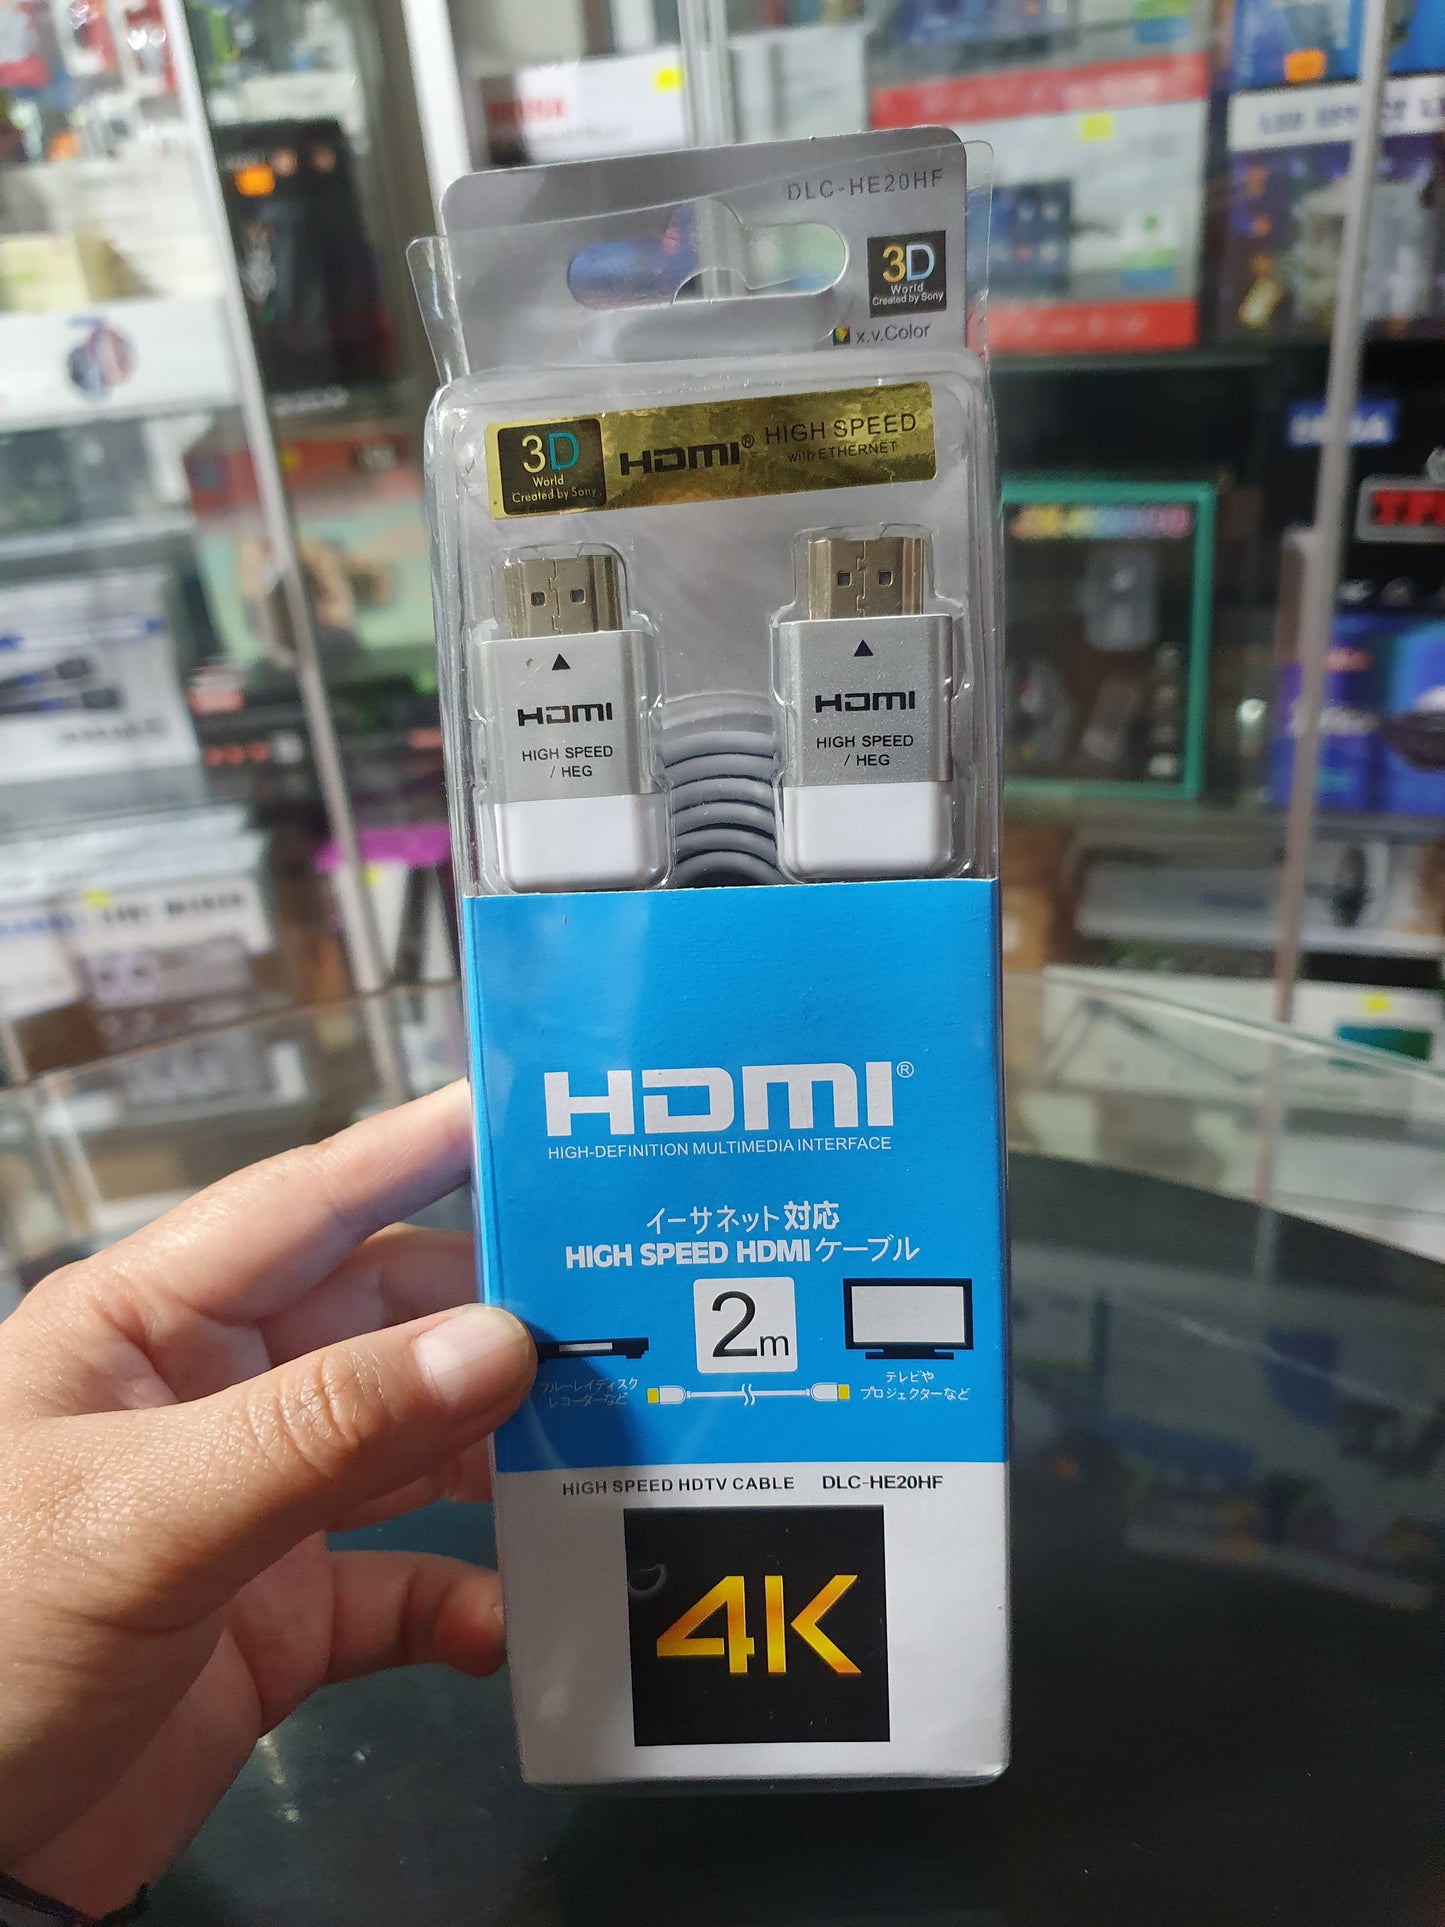 DLC-HE20HF
3D
World
Created by Sony
x.v.Color
3D
World
Created by Sony
HDMI® HIGH SPEED
with ETHERNET
HDMI
HIGH SPEED
/ HEG
HDMI
HIGH SPEED
/ HEG
HDMI®
HIGH-DEFINITION MULTIMEDIA INTERFACE
イーサネット対応
HIGH SPEED HDMIケーブル
2m
ブルーレイディスク
レコーダーなど
テレビや
プロジェクターなど
HIGH SPEED HDTV CABLE DLC-HE20HF
4K